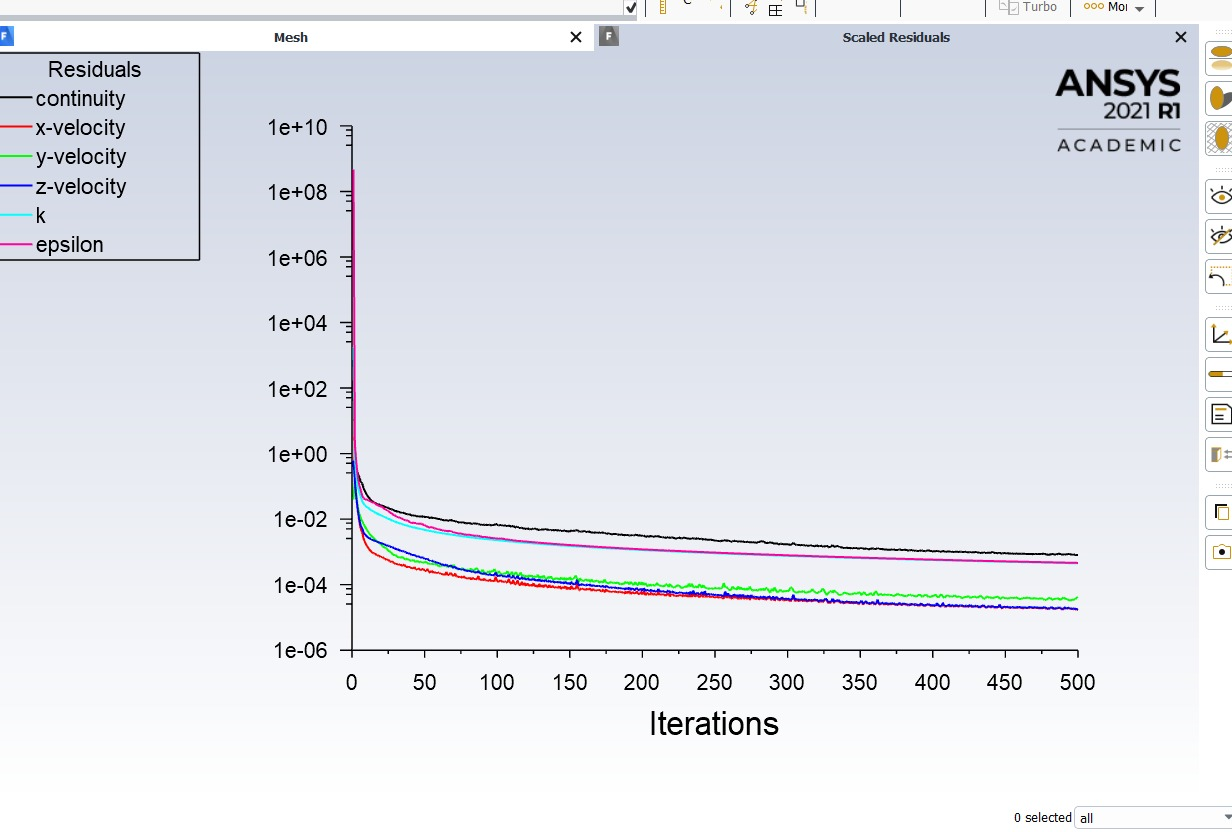 Turbo
Mor
Mesh
Scaled Residuals
Residuals
continuity
x-velocity
y-velocity
z-velocity
k
epsilon
ANSYS
2021 R1
ACADEMIC
1e+10
1e+08
1e+06
1e+04
1e+02
1e+00
1e-02
1e-04
1e-06
0 50 100 150 200 250 300 350 400 450 500
Iterations
0 selected all